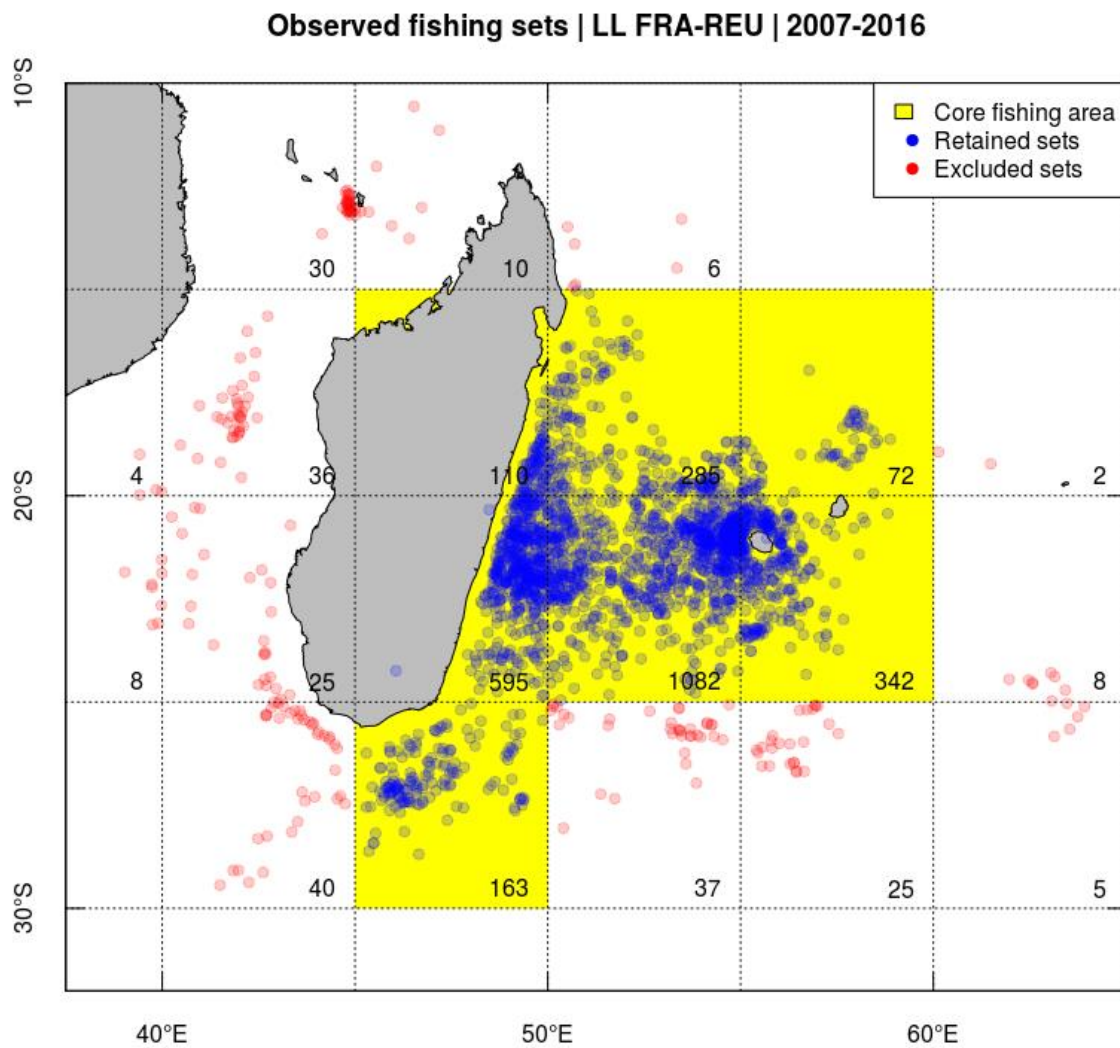 Observed fishing sets | LL FRA-REU | 2007-2016
10°S
Core fishing area
Retained sets
Excluded sets
30 10 6
4 36 110 285 72 2
20°S
8 25 595 1082 342 8
40 163 37 25 5
30°S
40°E 50°E 60°E